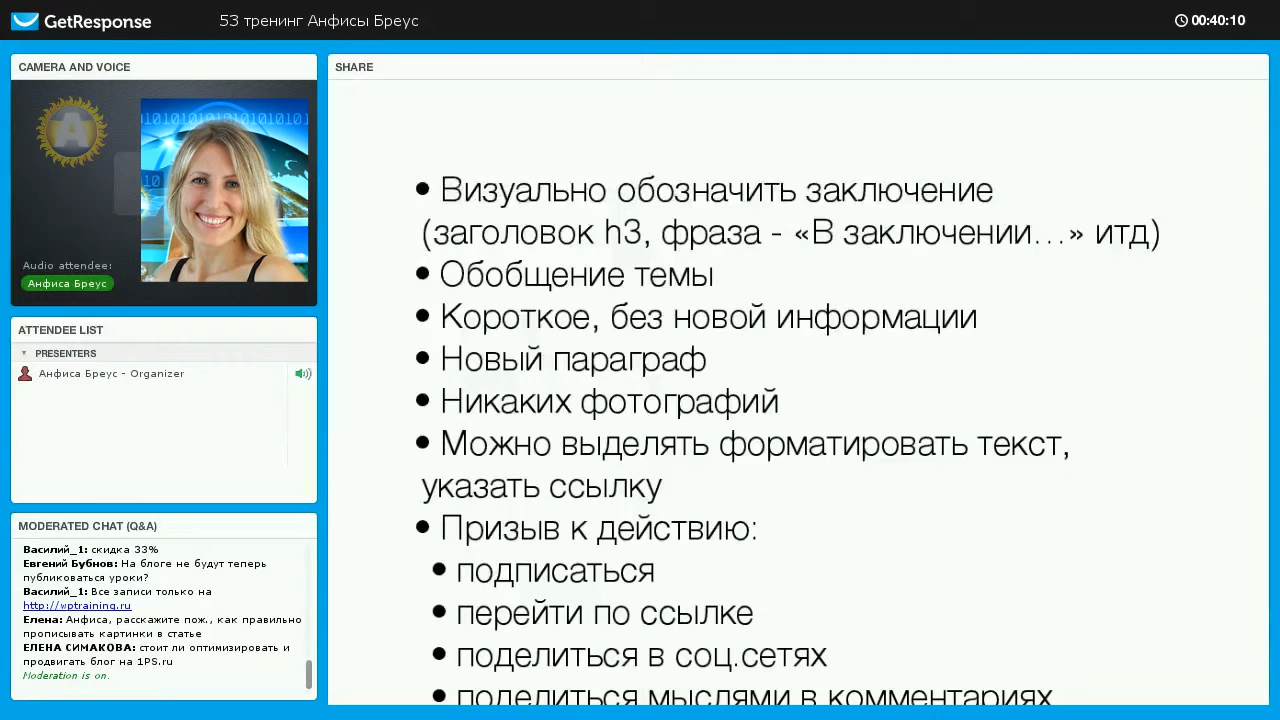 GetResponse
53 тренинг Анфисы Бреус
00:40:10
CAMERA AND VOICE
A
Audio attendee:
Анфиса Бреус
ATTENDEE LIST
PRESENTERS
Анфиса Бреус - Organizer
MODERATED CHAT (Q&A)
Василий_1: скидка 33%
Евгений Бубнов: На блоге не будут теперь
публиковаться уроки?
Василий_1: Все записи только на
http://wptraining.ru
Елена: Анфиса, расскажите пож., как правильно
прописывать картинки в статье
ЕЛЕНА СИМАКОВА: стоит ли оптимизировать и
продвигать блог на 1PS.ru
Moderation is on.
SHARE
• Визуально обозначить заключение
(заголовок h3, фраза - «В заключении...» итд)
• Обобщение темы
• Короткое, без новой информации
• Новый параграф
• Никаких фотографий
• Можно выделять форматировать текст,
указать ссылку
• Призыв к действию:
• подписаться
• перейти по ссылке
• поделиться в соц.сетях
• поделиться мыслями в комментариях